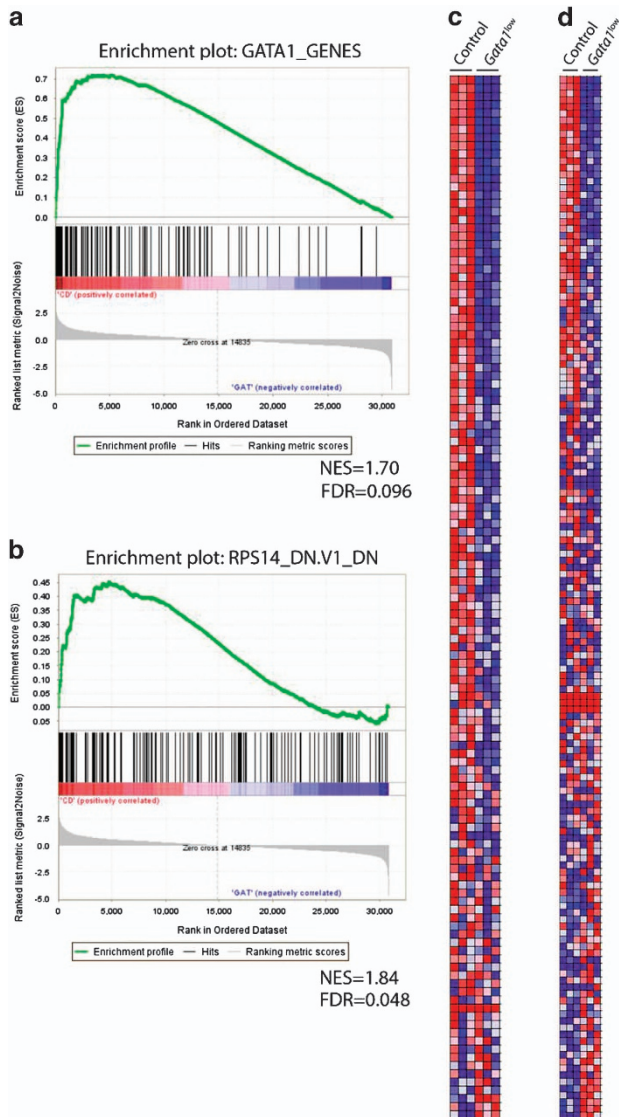 a
Enrichment plot: GATA1_GENES
Enrichment score (ES)
0.7
0.6
0.5
0.4
0.3
0.2
0.1
0.0
'CD' (positively correlated)
Ranked list metric (Signal2Noise)
2.5
0.0
-2.5
-5.0
Zero cross at 14835
'GAT' (negatively correlated)
0 5,000 10,000 15,000 20,000 25,000 30,000
Rank in Ordered Dataset
Enrichment profile Hits Ranking metric scores
NES=1.70
FDR=0.096
b
Enrichment plot: RPS14_DN.V1_DN
Enrichment score (ES)
0.45
0.40
0.35
0.30
0.25
0.20
0.15
0.10
0.05
0.00
0.05
'CD' (positively correlated)
Ranked list metric (Signal2Noise)
2.5
0.0
-2.5
-5.0
Zero cross at 14835
'GAT' (negatively correlated)
0 5,000 10,000 15,000 20,000 25,000 30,000
Rank in Ordered Dataset
Enrichment profile Hits Ranking metric scores
NES=1.84
FDR=0.048
c
Control
Gata1low
d
Control
Gata1low